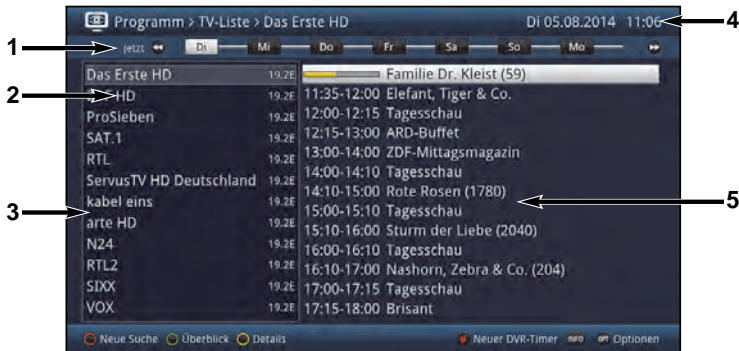 Programm > TV-Liste > Das Erste HD Di 05.08.2014 11:06 4
1 jetzt Di Mi Do Fr Sa So Mo
Das Erste HD 19.2E Familie Dr. Kleist (59)
2 HD 19.2E 11:35-12:00 Elefant, Tiger & Co.
ProSieben 19.2E 12:00-12:15 Tagesschau
SAT.1 19.2E 12:15-13:00 ARD-Buffet
RTL 19.2E 13:00-14:00 ZDF-Mittagsmagazin
ServusTV HD Deutschland 19.2E 14:00-14:10 Tagesschau
kabel eins 19.2E 14:10-15:00 Rote Rosen (1780) 5
3 arte HD 19.2E 15:00-15:10 Tagesschau
N24 19.2E 15:10-16:00 Sturm der Liebe (2040)
RTL2 19.2E 16:00-16:10 Tagesschau
SIXX 19.2E 16:10-17:00 Nashorn, Zebra & Co. (204)
VOX 19.2E 17:00-17:15 Tagesschau
17:15-18:00 Brisant
Neue Suche Überblick Details Neuer DVR-Timer INFO OPT Optionen